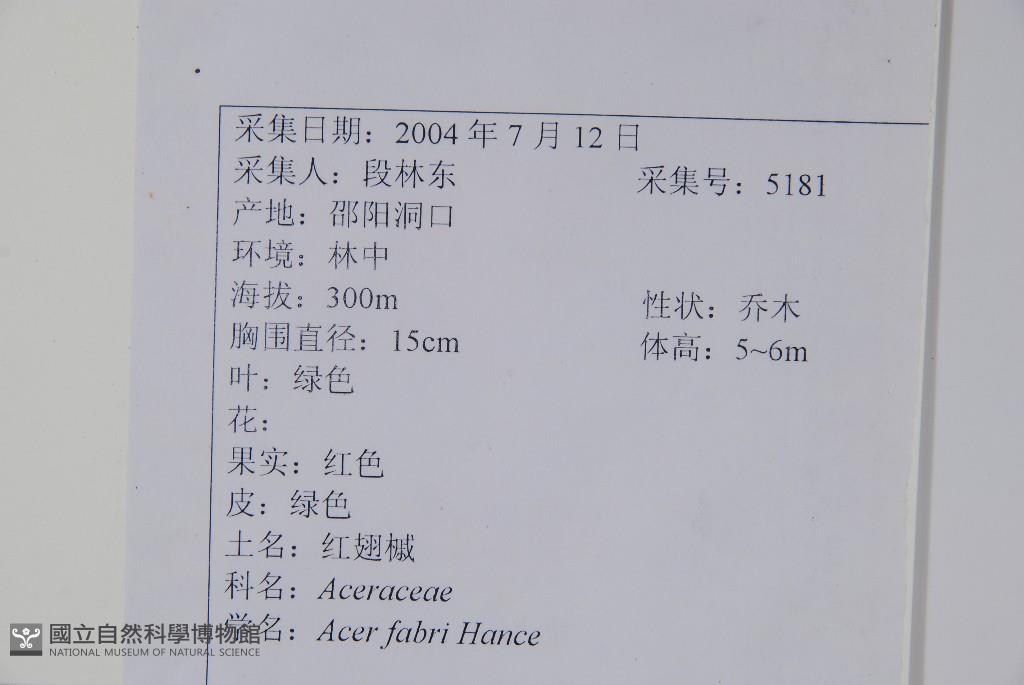 采集日期：2004 年 7 月 12 日
采集人：段林东 采集号：5181
产地：邵阳洞口
环境：林中
海拔：300m 性状：乔木
胸围直径：15cm 体高：5~6m
叶：绿色
花：
果实：红色
皮：绿色
土名：红翅槭
科名：Aceraceae
学名：Acer fabri Hance
國立自然科學博物館
NATIONAL MUSEUM OF NATURAL SCIENCE